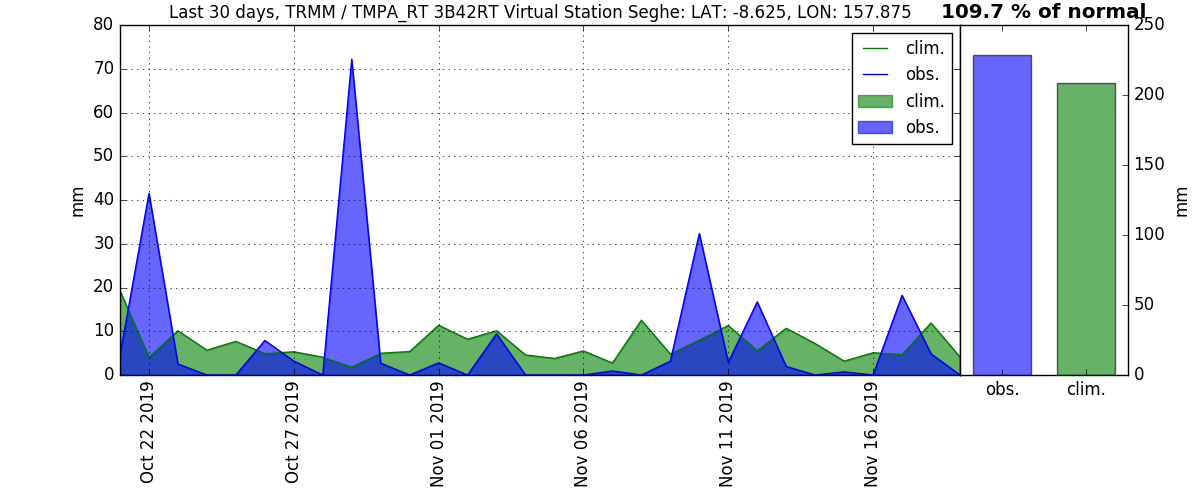 Last 30 days, TRMM / TMPA_RT 3B42RT Virtual Station Seghe: LAT: -8.625, LON: 157.875
109.7 % of normal
80
70
60
50
40
30
20
10
0
mm
clim.
obs.
clim.
obs.
Oct 22 2019
Oct 27 2019
Nov 01 2019
Nov 06 2019
Nov 11 2019
Nov 16 2019
250
200
150
100
50
0
mm
obs.
clim.